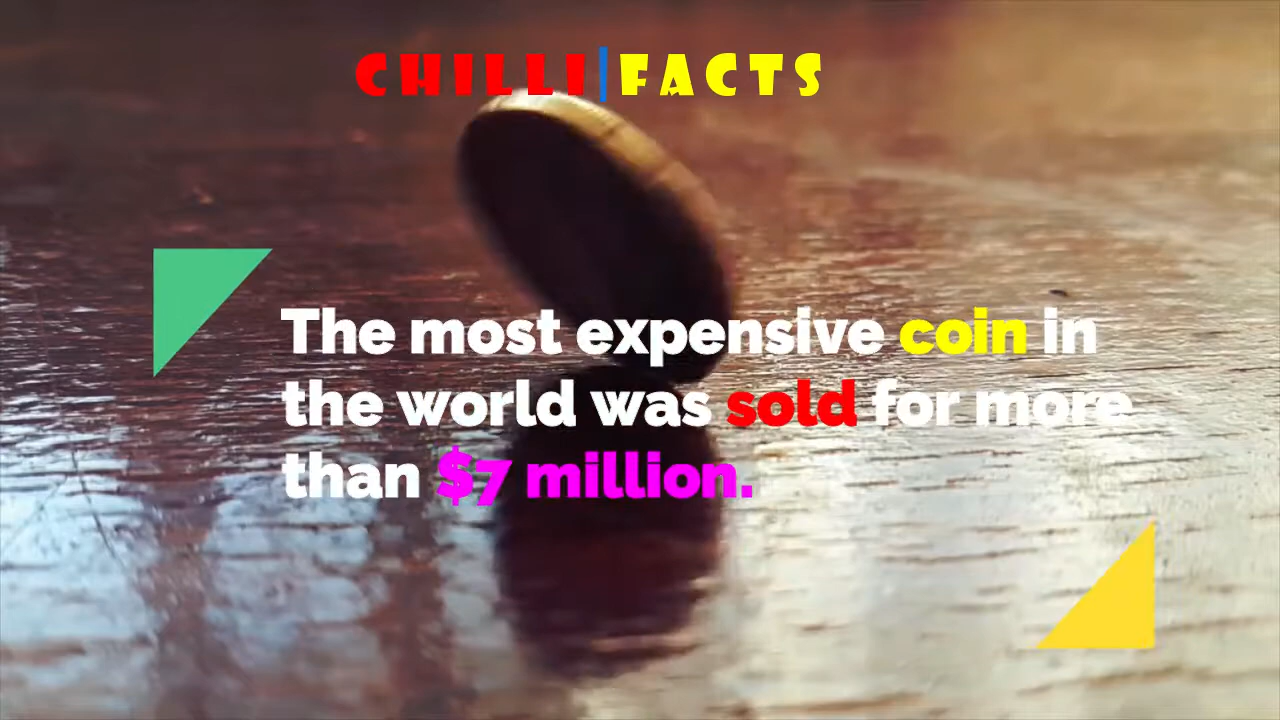 CHILLI|FACTS
The most expensive coin in
the world was sold for more
than $7 million.